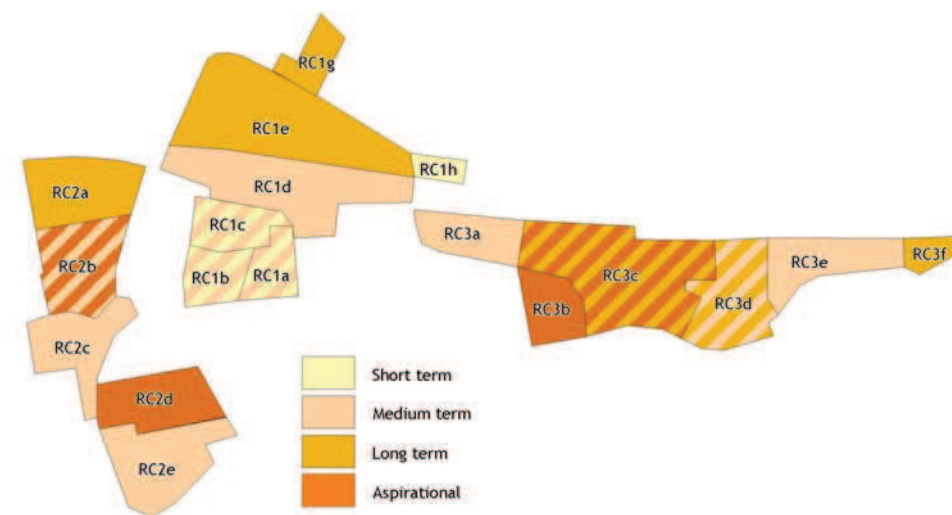 RC1g
RC1e
RC1h
RC1d
RC2a
RC1c
RC3a
RC2b
RC1b
RC1a
RC3c
RC3e
RC3f
RC3b
RC3d
RC2c
Short term
RC2d
Medium term
Long term
RC2e
Aspirational